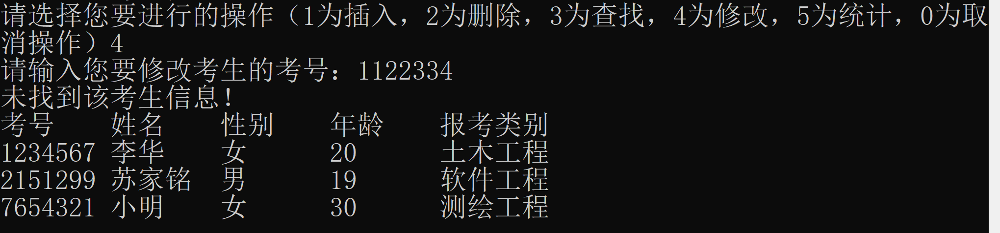 请选择您要进行的操作（1为插入，2为删除，3为查找，4为修改，5为统计，0为取
消操作）4
请输入您要修改考生的考号：1122334
未找到该考生信息！
考号 姓名 性别 年龄 报考类别
1234567 李华 女 20 土木工程
2151299 苏家铭 男 19 软件工程
7654321 小明 女 30 测绘工程